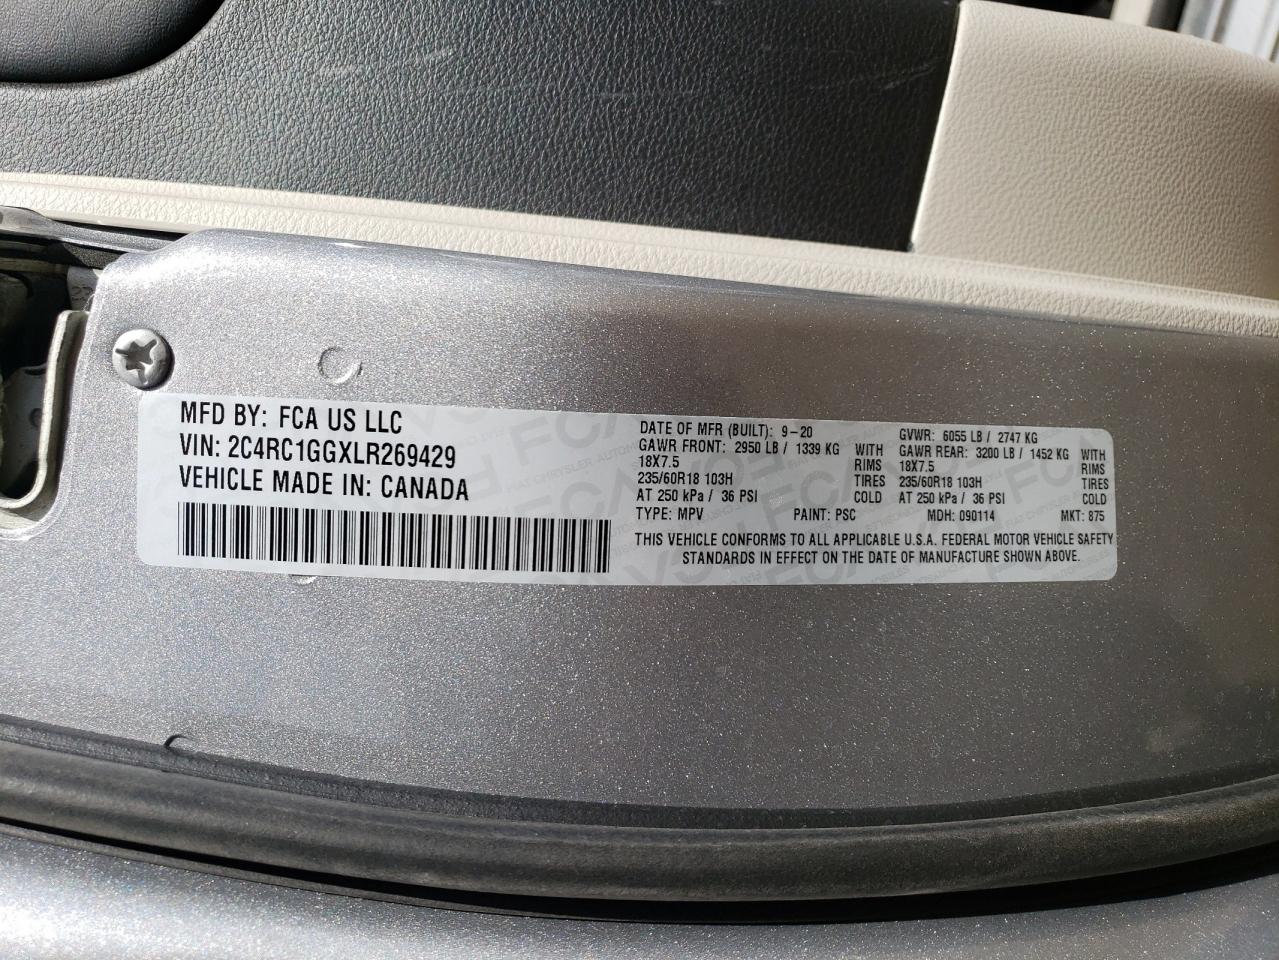 MFD BY: FCA US LLC
VIN: 2C4RC1GGXLR269429
VEHICLE MADE IN: CANADA
DATE OF MFR (BUILT): 9-20 GVWR: 6055 LB / 2747 KG
GAWR FRONT: 2950 LB / 1339 KG WITH GAWR REAR: 3200 LB / 1452 KG WITH
18X7.5 RIMS 18X7.5 RIMS
235/60R18 103H TIRES 235/60R18 103H TIRES
AT 250 kPa / 36 PSI COLD AT 250 kPa / 36 PSI COLD
TYPE: MPV PAINT: PSC MDH: 090114 MKT: 875
THIS VEHICLE CONFORMS TO ALL APPLICABLE U.S.A. FEDERAL MOTOR VEHICLE SAFETY
STANDARDS IN EFFECT ON THE DATE OF MANUFACTURE SHOWN ABOVE.